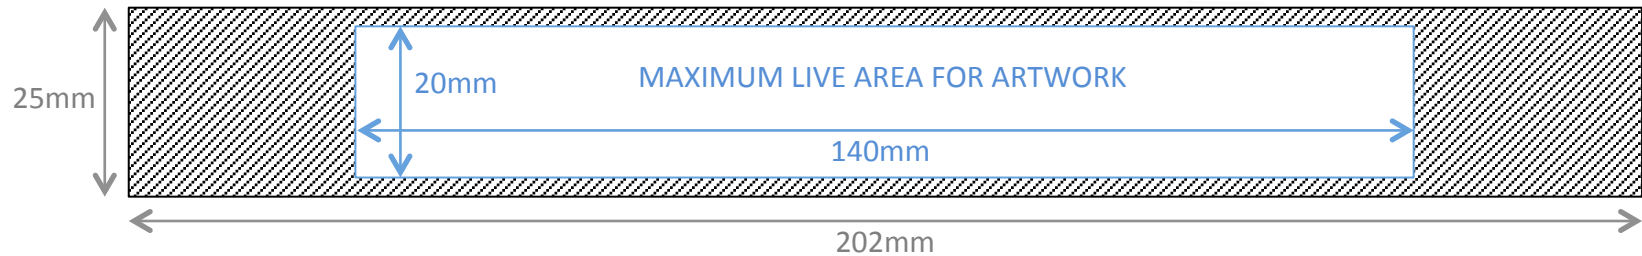 MAXIMUM LIVE AREA FOR ARTWORK
20mm
25mm
140mm
202mm